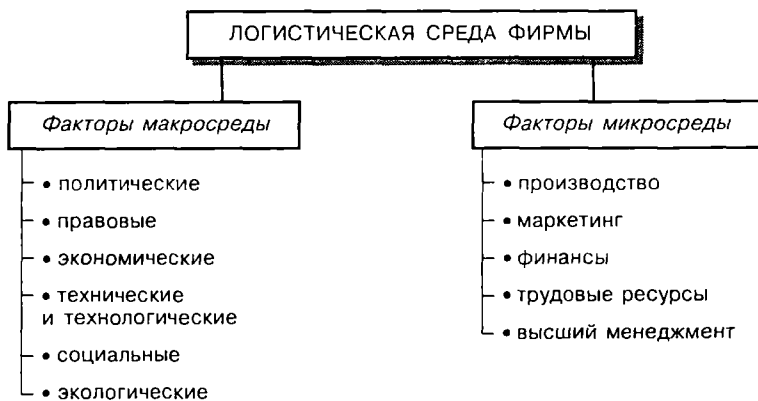 ЛОГИСТИЧЕСКАЯ СРЕДА ФИРМЫ
Факторы макросреды
• политические
• правовые
• экономические
• технические
и технологические
• социальные
• экологические
Факторы микросреды
• производство
• маркетинг
• финансы
• трудовые ресурсы
• высший менеджмент